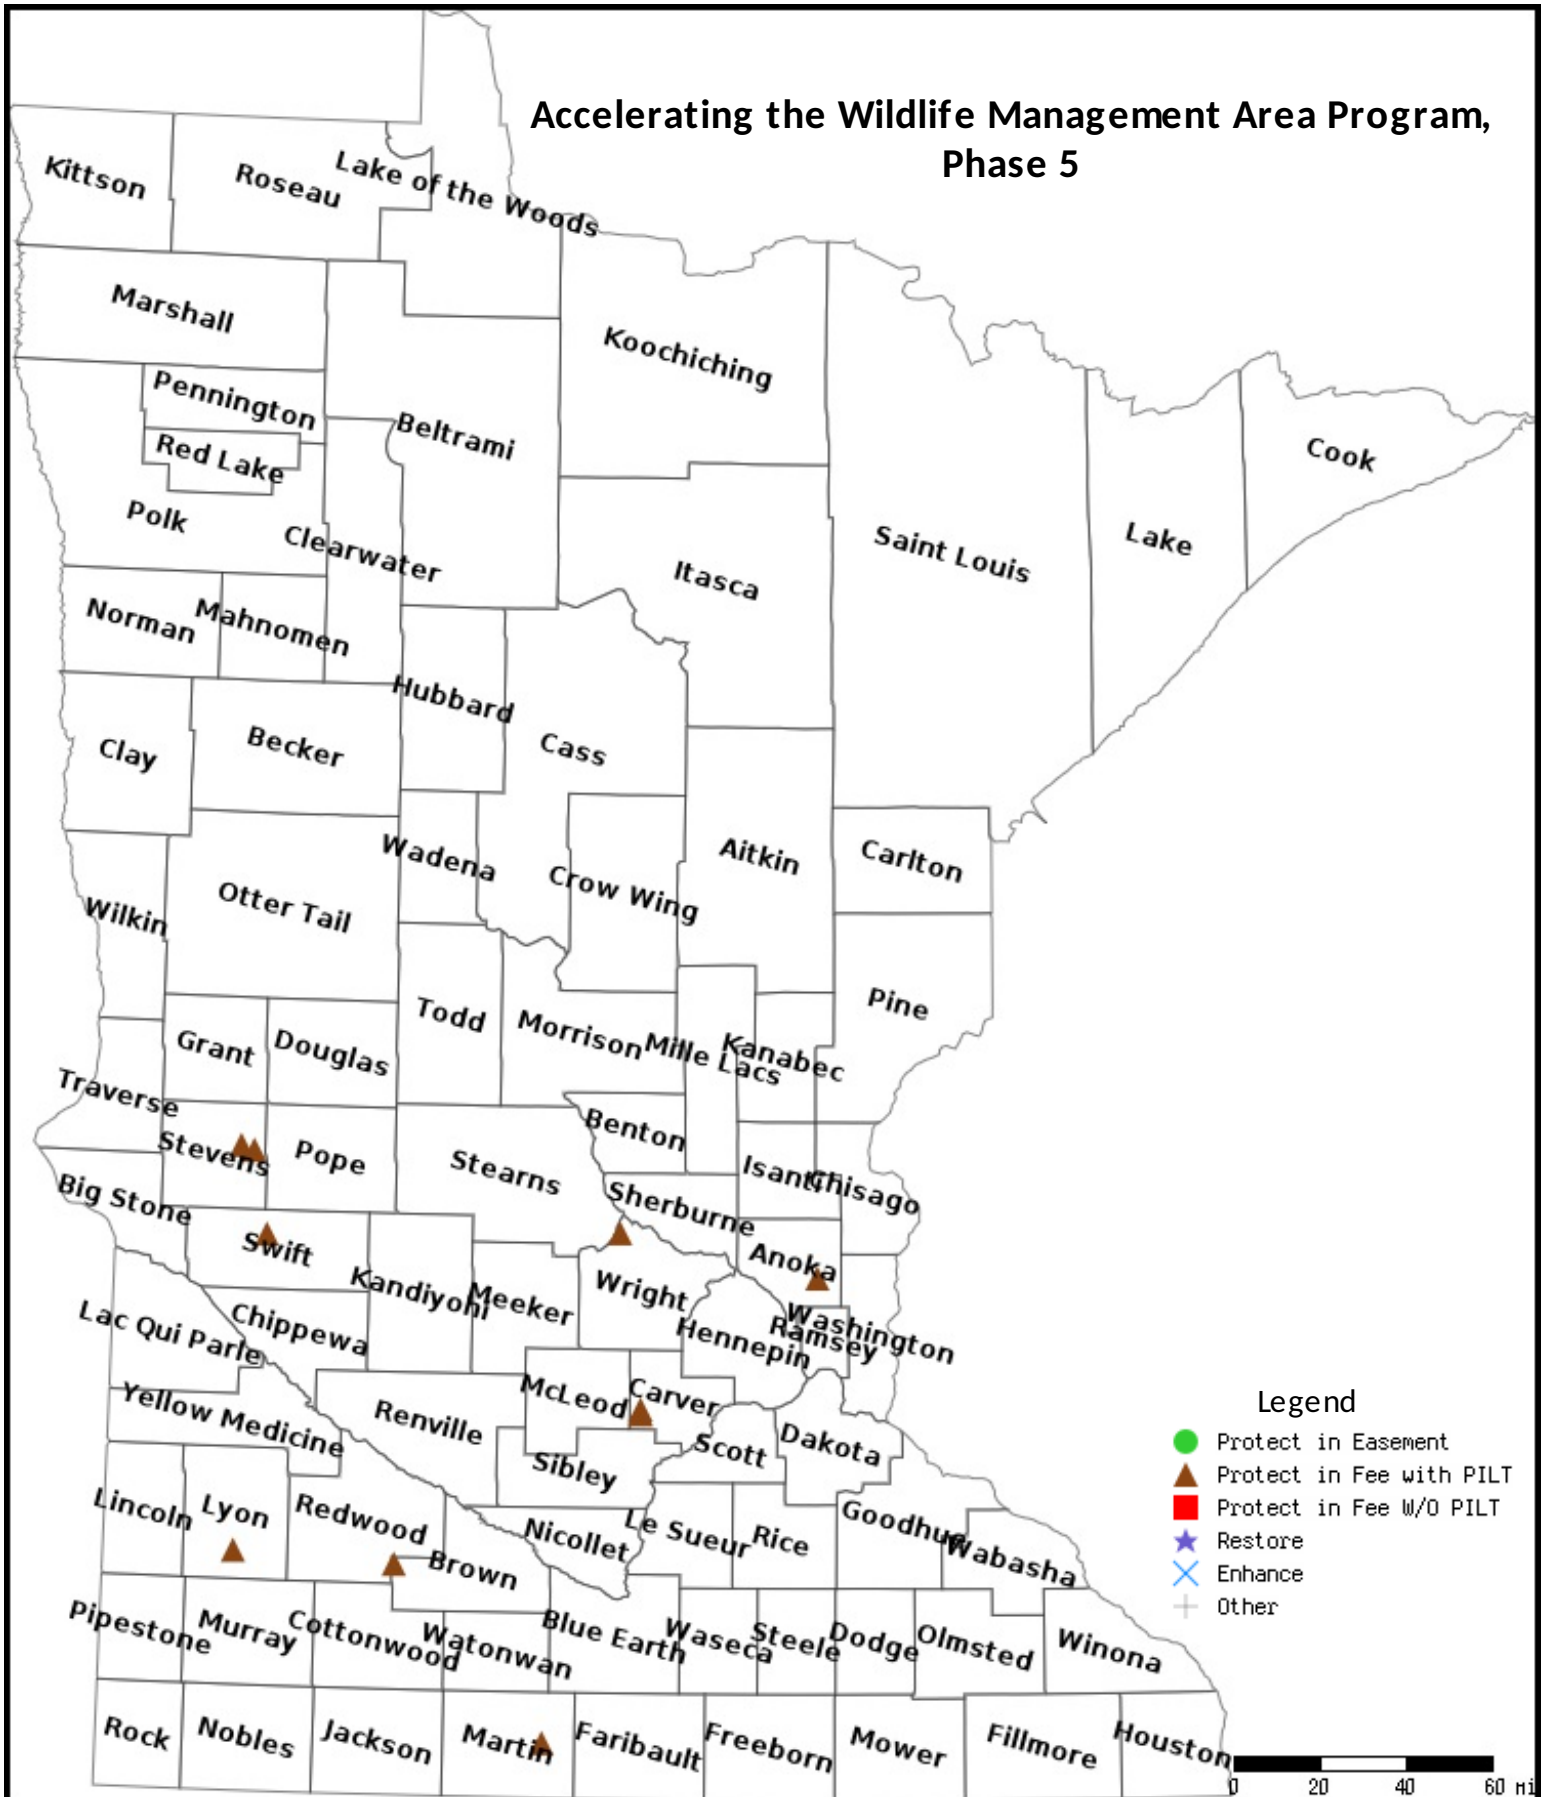 Accelerating the Wildlife Management Area Program,
Phase 5
Kittson
Roseau
Lake of the Woods
Marshall
Koochiching
Pennington
Beltrami
Red Lake
Cook
Polk
Clearwater
Saint Louis
Lake
Itasca
Norman
Mahnomen
Hubbard
Clay
Becker
Cass
Wadena
Aitkin
Carlton
Otter Tail
Crow Wing
Wilkin
Todd
Pine
Grant
Douglas
Morrison
Mille Lacs
Kanabec
Traverse
Stevens
Pope
Stearns
Benton
Isanti
Chisago
Big Stone
Sherburne
Swift
Anoka
Kandiyohi
Meeker
Wright
Lac Qui Parle
Chippewa
Hennepin
Ramsey
Washington
Yellow Medicine
Renville
McLeod
Carver
Scott
Dakota
Sibley
Lincoln
Lyon
Redwood
Brown
Nicollet
Le Sueur
Rice
Goodhue
Wabasha
Pipestone
Murray
Cottonwood
Watonwan
Blue Earth
Waseca
Steele
Dodge
Olmsted
Winona
Rock
Nobles
Jackson
Martin
Faribault
Freeborn
Mower
Fillmore
Houston
Legend
Protect in Easement
Protect in Fee with PILT
Protect in Fee W/O PILT
Restore
Enhance
Other
0 20 40 60 mi